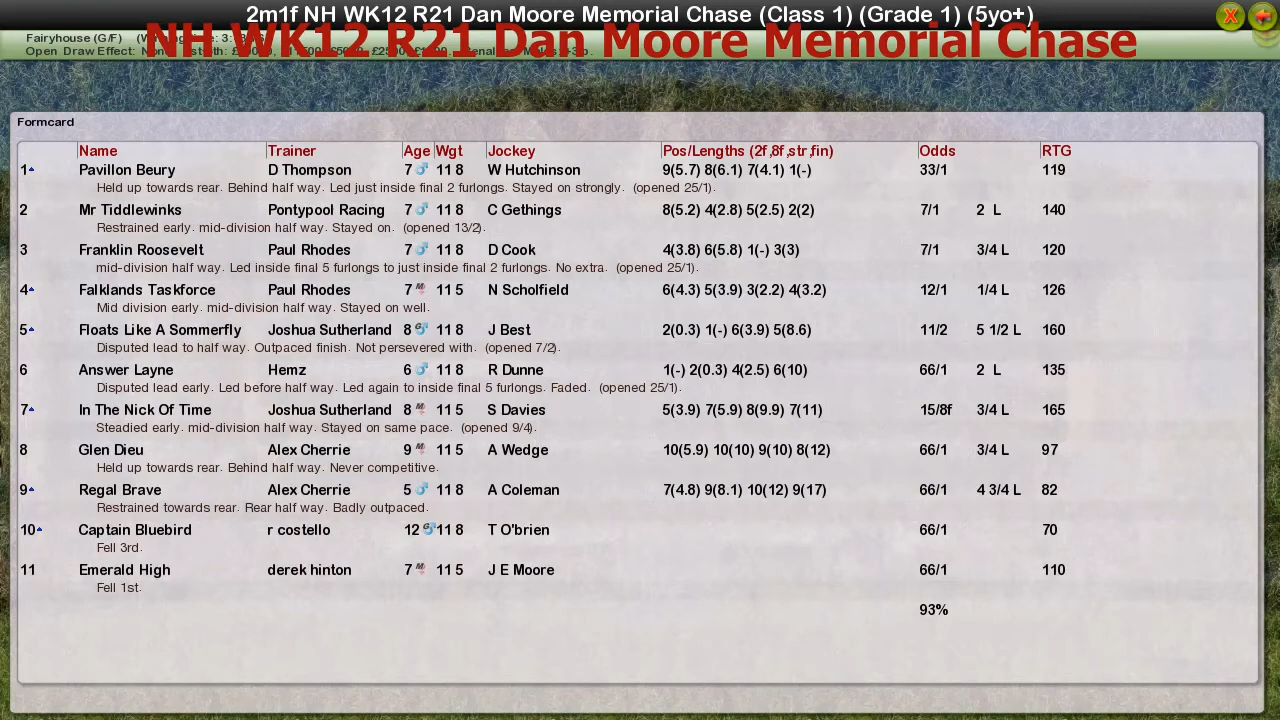 2m1f NH WK12 R21 Dan Moore Memorial Chase (Class 1) (Grade 1) (5yo+)
NH WK12 R21 Dan Moore Memorial Chase
Fairyhouse (G/F)
Open Draw Effect:
Formcard
Name Trainer Age Wgt Jockey Pos/Lengths (2f,8f,str,fin) Odds RTG
1 Pavillon Beury D Thompson 7 11 8 W Hutchinson 9(5.7) 8(6.1) 7(4.1) 1(-) 33/1 119
Held up towards rear. Behind half way. Led just inside final 2 furlongs. Stayed on strongly. (opened 25/1).
2 Mr Tiddlewinks Pontypool Racing 7 11 8 C Gethings 8(5.2) 4(2.8) 5(2.5) 2(2) 7/1 2 L 140
Restrained early. mid-division half way. Stayed on. (opened 13/2).
3 Franklin Roosevelt Paul Rhodes 7 11 8 D Cook 4(3.8) 6(5.8) 1(-) 3(3) 7/1 3/4 L 120
mid-division half way. Led inside final 5 furlongs to just inside final 2 furlongs. No extra. (opened 25/1).
4 Falklands Taskforce Paul Rhodes 7 M 11 5 N Scholfield 6(4.3) 5(3.9) 3(2.2) 4(3.2) 12/1 1/4 L 126
Mid division early. mid-division half way. Stayed on well.
5 Floats Like A Sommerfly Joshua Sutherland 8 G 11 8 J Best 2(0.3) 1(-) 6(3.9) 5(8.6) 11/2 5 1/2 L 160
Disputed lead to half way. Outpaced finish. Not persevered with. (opened 7/2).
6 Answer Layne Hemz 6 11 8 R Dunne 1(-) 2(0.3) 4(2.5) 6(10) 66/1 2 L 135
Disputed lead early. Led before half way. Led again to inside final 5 furlongs. Faded. (opened 25/1).
7 In The Nick Of Time Joshua Sutherland 8 M 11 5 S Davies 5(3.9) 7(5.9) 8(9.9) 7(11) 15/8f 3/4 L 165
Steadied early. mid-division half way. Stayed on same pace. (opened 9/4).
8 Glen Dieu Alex Cherrie 9 M 11 5 A Wedge 10(5.9) 10(10) 9(10) 8(12) 66/1 3/4 L 97
Held up towards rear. Behind half way. Never competitive.
9 Regal Brave Alex Cherrie 5 11 8 A Coleman 7(4.8) 9(8.1) 10(12) 9(17) 66/1 4 3/4 L 82
Restrained towards rear. Rear half way. Badly outpaced.
10 Captain Bluebird r costello 12 G 11 8 T O'brien 66/1 70
Fell 3rd.
11 Emerald High derek hinton 7 M 11 5 J E Moore 66/1 110
Fell 1st.
93%